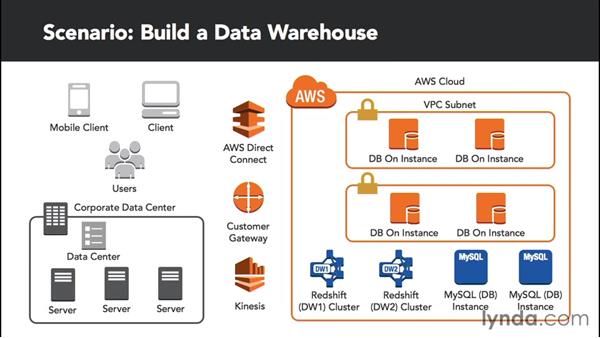 Scenario: Build a Data Warehouse
Mobile Client
Client
Users
Corporate Data Center
Data Center
Server
Server
Server
AWS Direct
Connect
Customer
Gateway
Kinesis
AWS Cloud
AWS
VPC Subnet
DB On Instance
DB On Instance
DB On Instance
DB On Instance
DW1
DW2
MySQL
MySQL
Redshift
(DW1) Cluster
Redshift
(DW2) Cluster
MySQL (DB)
Instance
MySQL (DB)
Instance
lynda.com